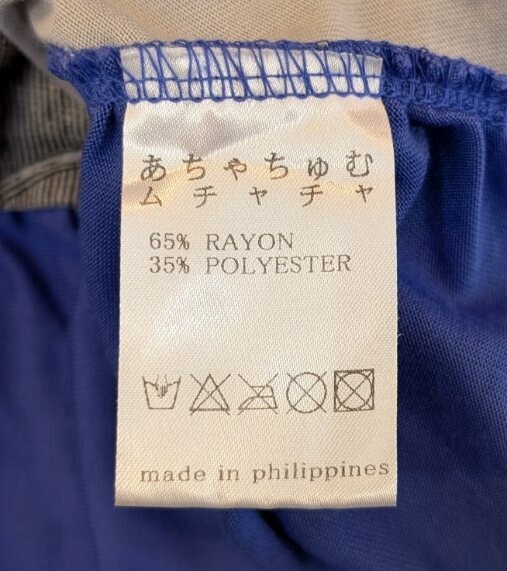 あちゃちゅむ
ムチャチャ
65% RAYON
35% POLYESTER
made in philippines